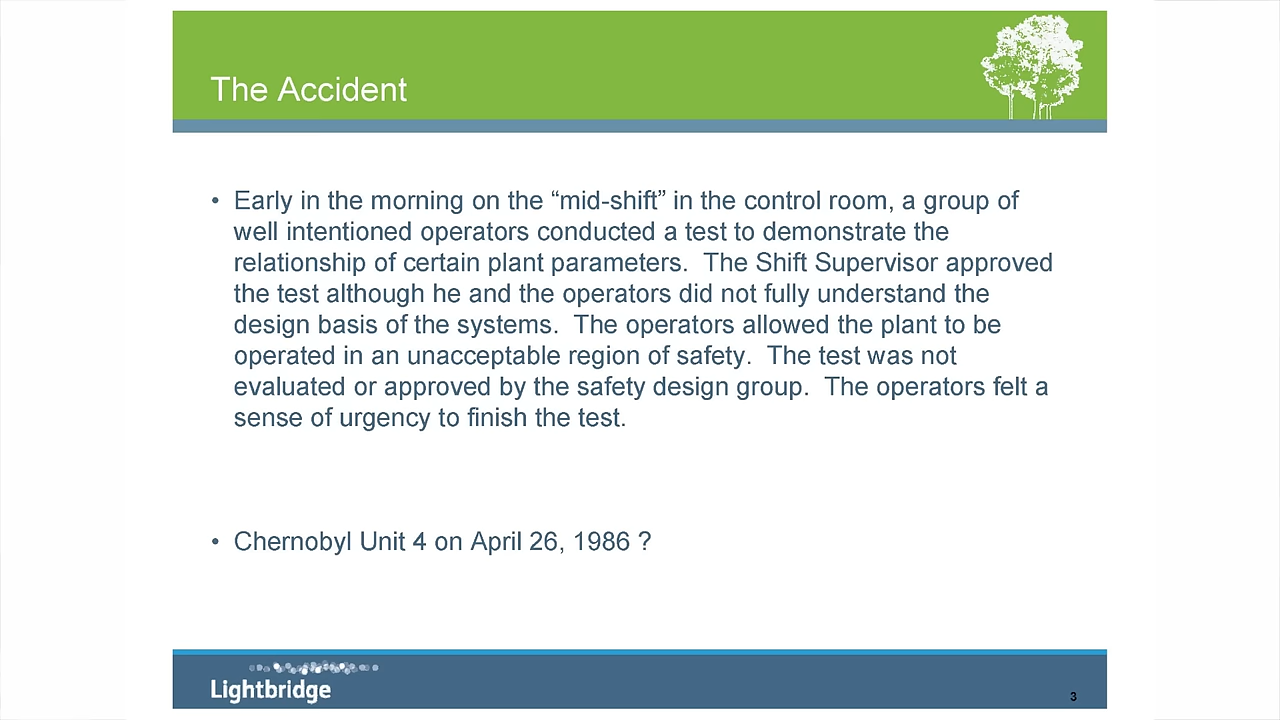 The Accident
• Early in the morning on the “mid-shift” in the control room, a group of
well intentioned operators conducted a test to demonstrate the
relationship of certain plant parameters.  The Shift Supervisor approved
the test although he and the operators did not fully understand the
design basis of the systems.  The operators allowed the plant to be
operated in an unacceptable region of safety.  The test was not
evaluated or approved by the safety design group.  The operators felt a
sense of urgency to finish the test.
• Chernobyl Unit 4 on April 26, 1986 ?
Lightbridge
3